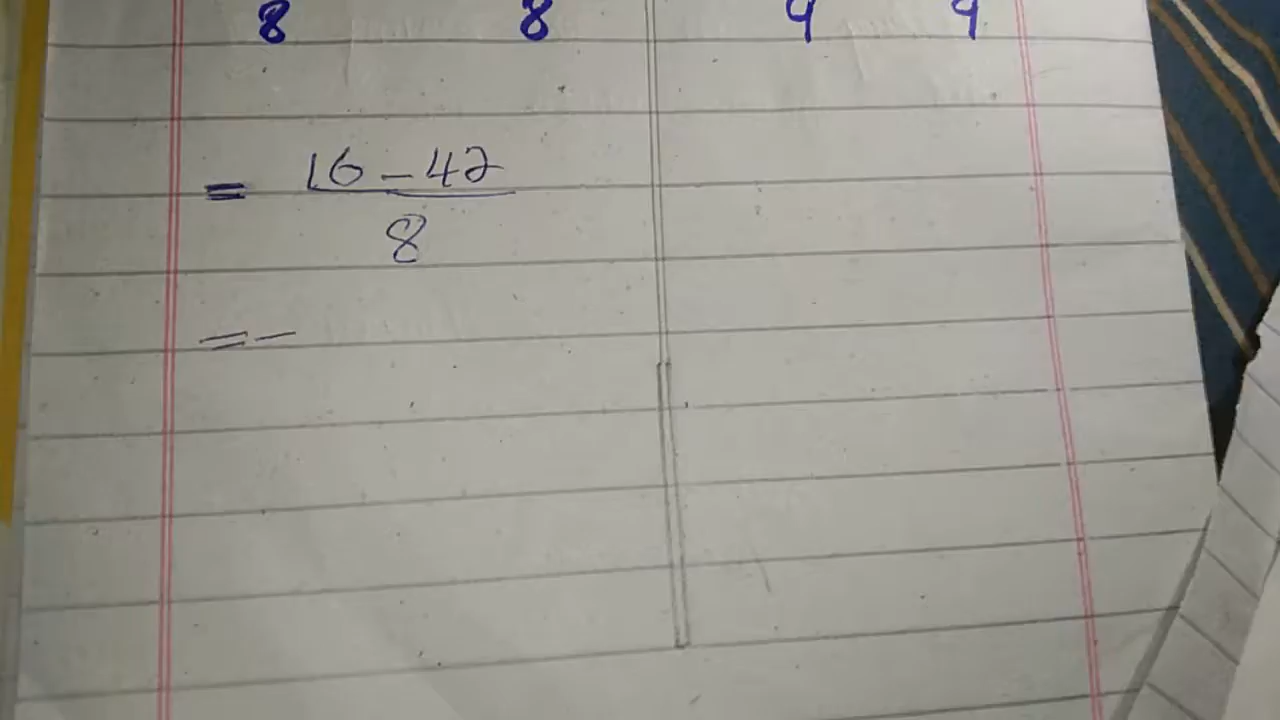 8 8 9 9
= 16 - 42
8
= -